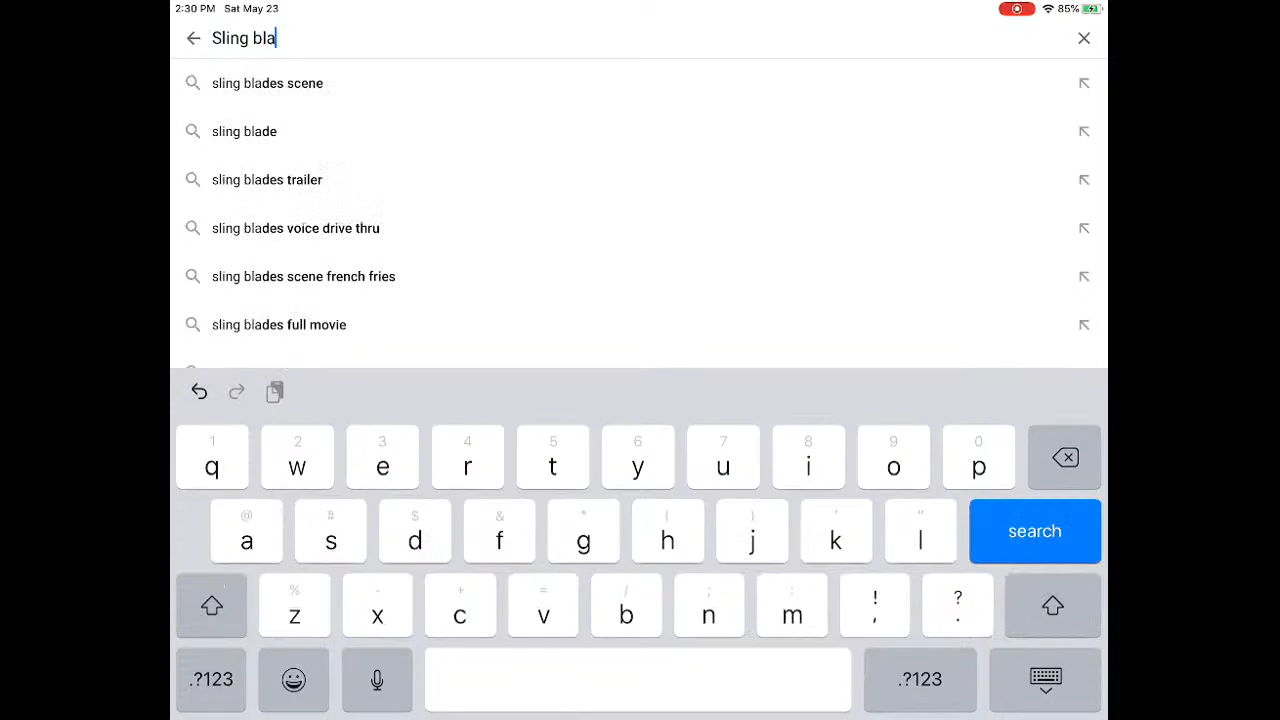 2:30 PM Sat May 23 85%
Sling bla
sling blades scene
sling blade
sling blades trailer
sling blades voice drive thru
sling blades scene french fries
sling blades full movie
1 2 3 4 5 6 7 8 9 0
q w e r t y u i o p
@ # $ & * ( ) ' "
a s d f g h j k l search
% - + = / ; : ! ?
z x c v b n m , .
.?123 .?123